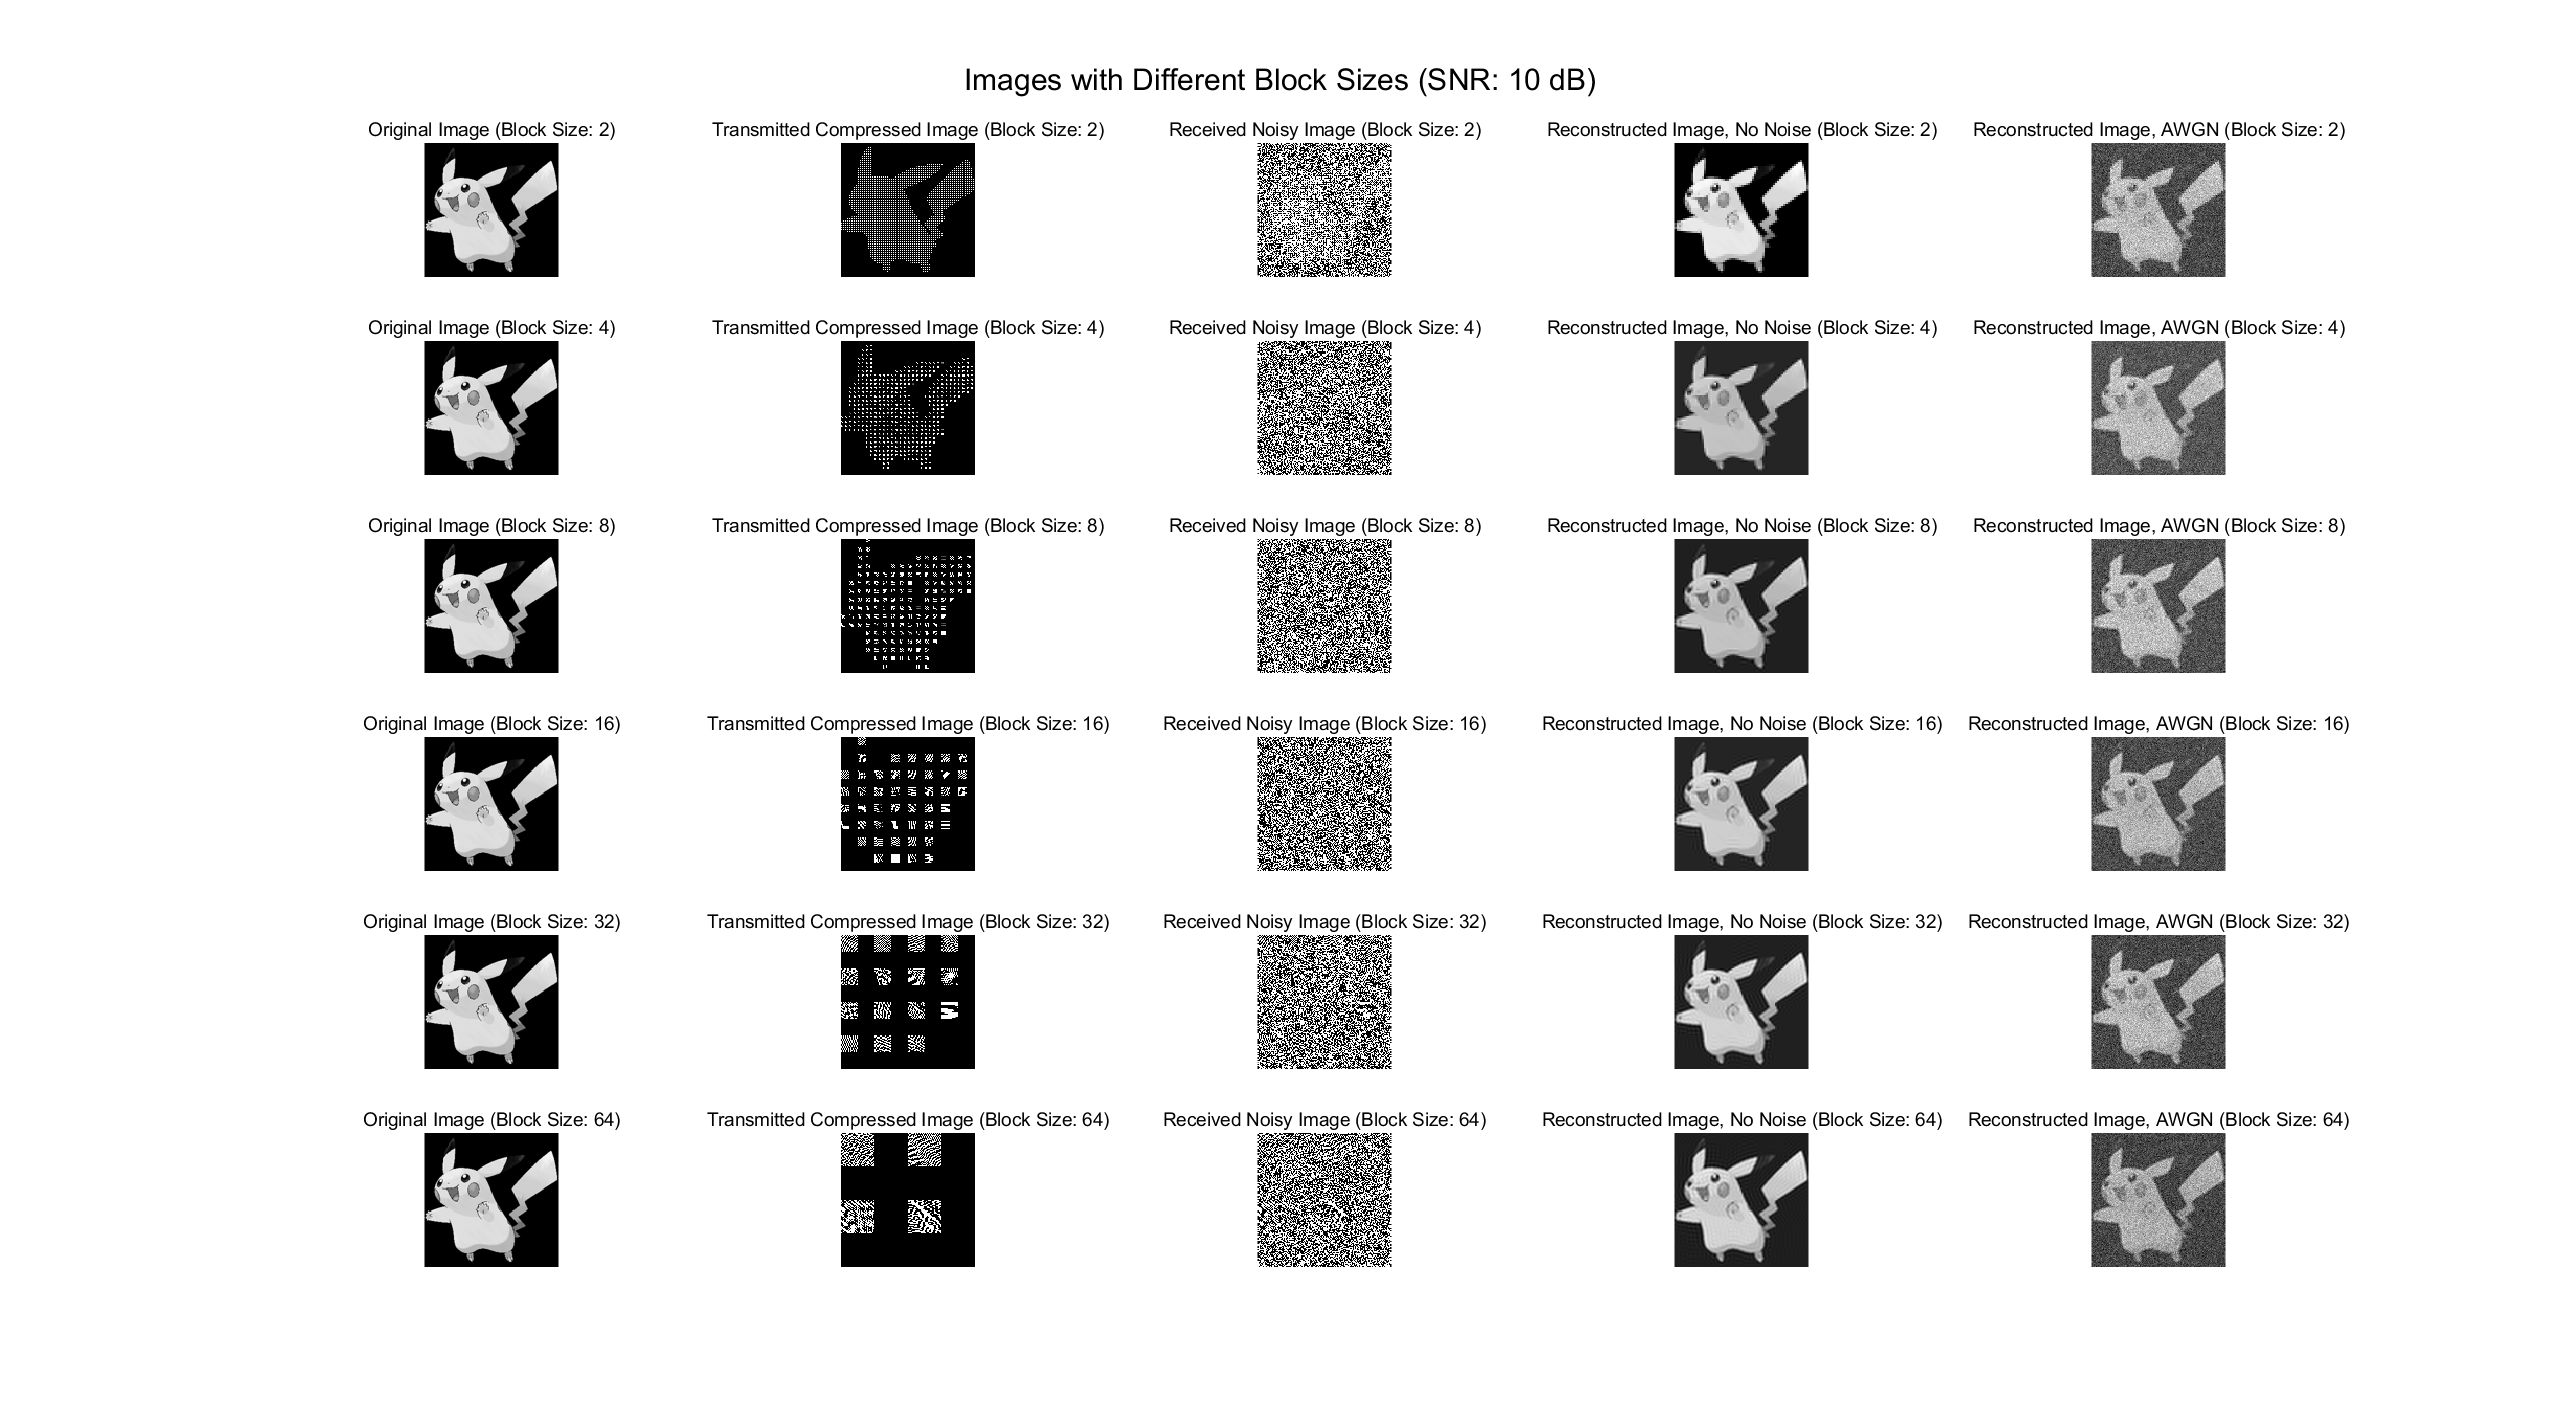 Images with Different Block Sizes (SNR: 10 dB)
Original Image (Block Size: 2)
Transmitted Compressed Image (Block Size: 2)
Received Noisy Image (Block Size: 2)
Reconstructed Image, No Noise (Block Size: 2)
Reconstructed Image, AWGN (Block Size: 2)
Original Image (Block Size: 4)
Transmitted Compressed Image (Block Size: 4)
Received Noisy Image (Block Size: 4)
Reconstructed Image, No Noise (Block Size: 4)
Reconstructed Image, AWGN (Block Size: 4)
Original Image (Block Size: 8)
Transmitted Compressed Image (Block Size: 8)
Received Noisy Image (Block Size: 8)
Reconstructed Image, No Noise (Block Size: 8)
Reconstructed Image, AWGN (Block Size: 8)
Original Image (Block Size: 16)
Transmitted Compressed Image (Block Size: 16)
Received Noisy Image (Block Size: 16)
Reconstructed Image, No Noise (Block Size: 16)
Reconstructed Image, AWGN (Block Size: 16)
Original Image (Block Size: 32)
Transmitted Compressed Image (Block Size: 32)
Received Noisy Image (Block Size: 32)
Reconstructed Image, No Noise (Block Size: 32)
Reconstructed Image, AWGN (Block Size: 32)
Original Image (Block Size: 64)
Transmitted Compressed Image (Block Size: 64)
Received Noisy Image (Block Size: 64)
Reconstructed Image, No Noise (Block Size: 64)
Reconstructed Image, AWGN (Block Size: 64)